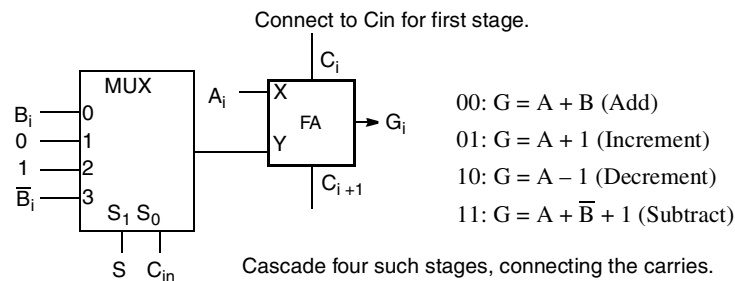 Connect to Cin for first stage.
C_i
MUX
A_i
X
B_i
0
0
1
1
2
B̅_i
3
FA
Y
G_i
C_{i+1}
S_1 S_0
S
C_in
00: G = A + B (Add)
01: G = A + 1 (Increment)
10: G = A – 1 (Decrement)
11: G = A + B̅ + 1 (Subtract)
Cascade four such stages, connecting the carries.